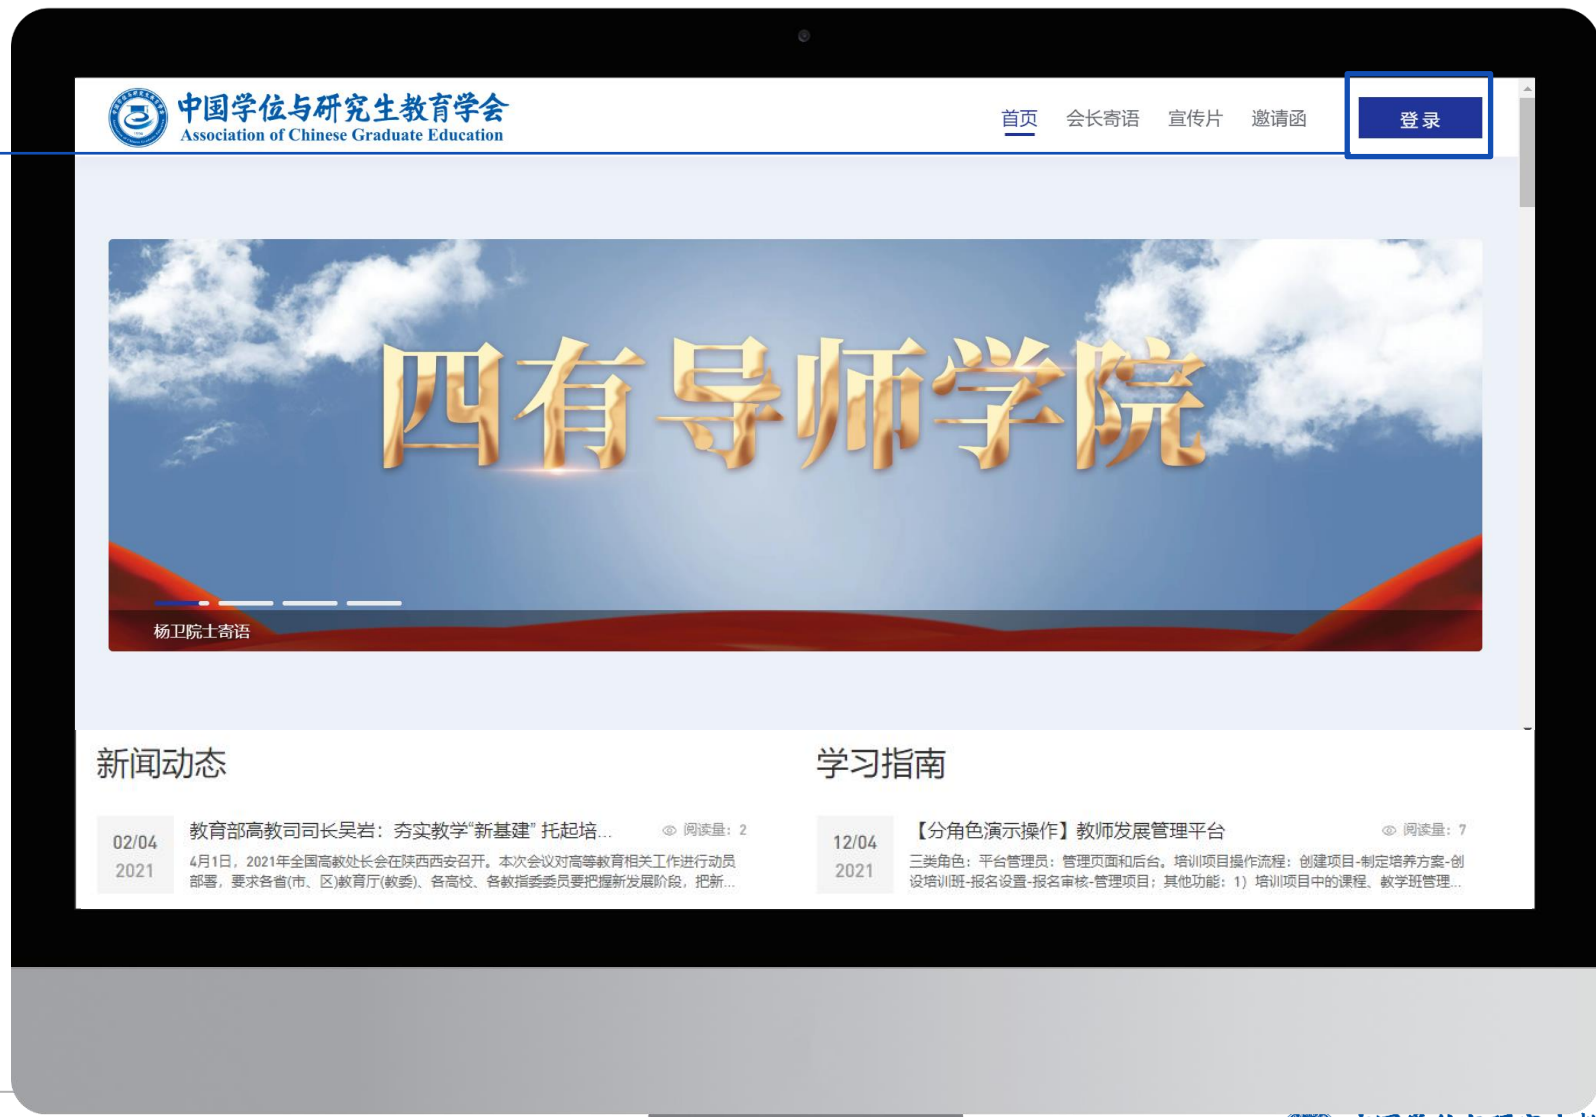 中国学位与研究生教育学会
Association of Chinese Graduate Education
首页 会长寄语 宣传片 邀请函 登录
四有导师学院
杨卫院士寄语
新闻动态
02/04
2021
教育部高教司司长吴岩：夯实教学“新基建” 托起培...
阅读量：2
4月1日，2021年全国高教处长会在陕西西安召开。本次会议对高等教育相关工作进行动员
部署，要求各省(市、区)教育厅(教委)、各高校、各教指委委员要把握新发展阶段，把新...
学习指南
12/04
2021
【分角色演示操作】教师发展管理平台
阅读量：7
三类角色：平台管理员：管理页面和后台。培训项目操作流程：创建项目-制定培养方案-创
设培训班-报名设置-报名审核-管理项目；其他功能：1）培训项目中的课程、教学班管理...